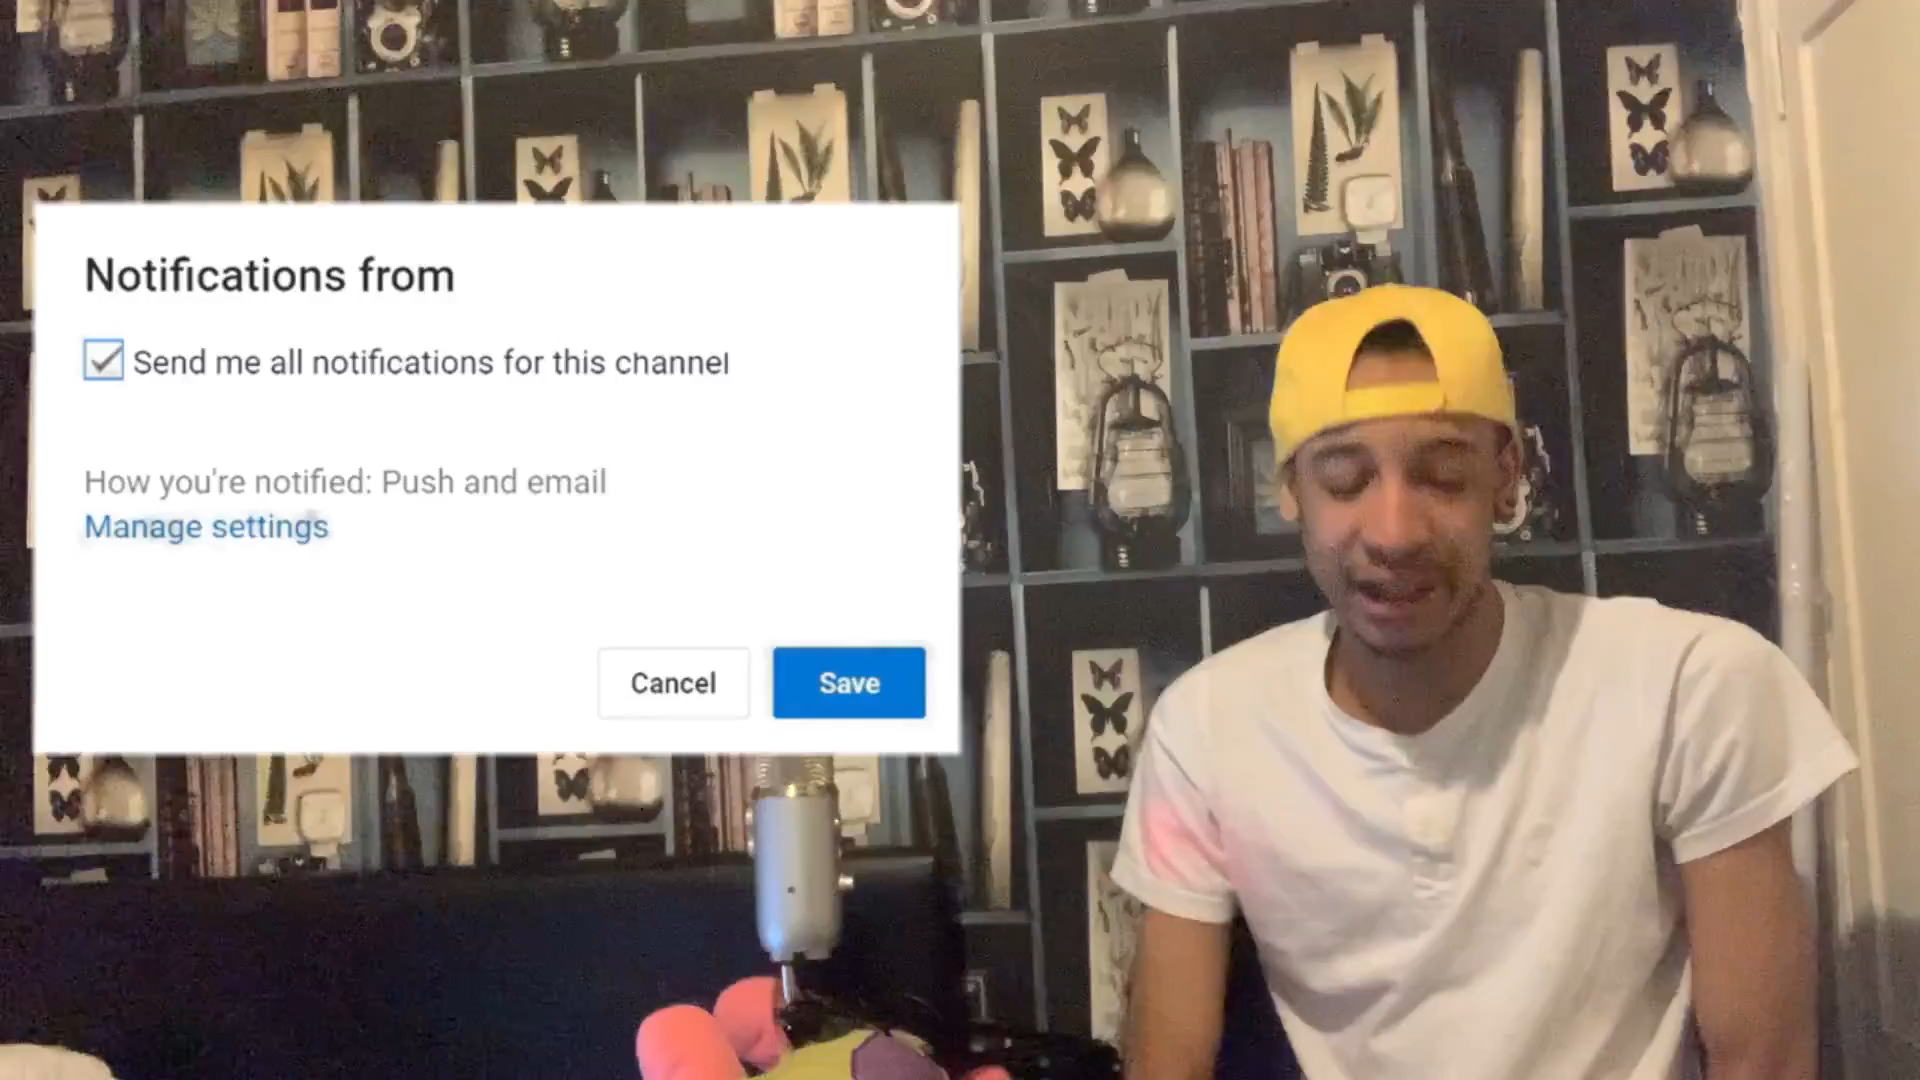 Notifications from
Send me all notifications for this channel
How you're notified: Push and email
Manage settings
Cancel
Save